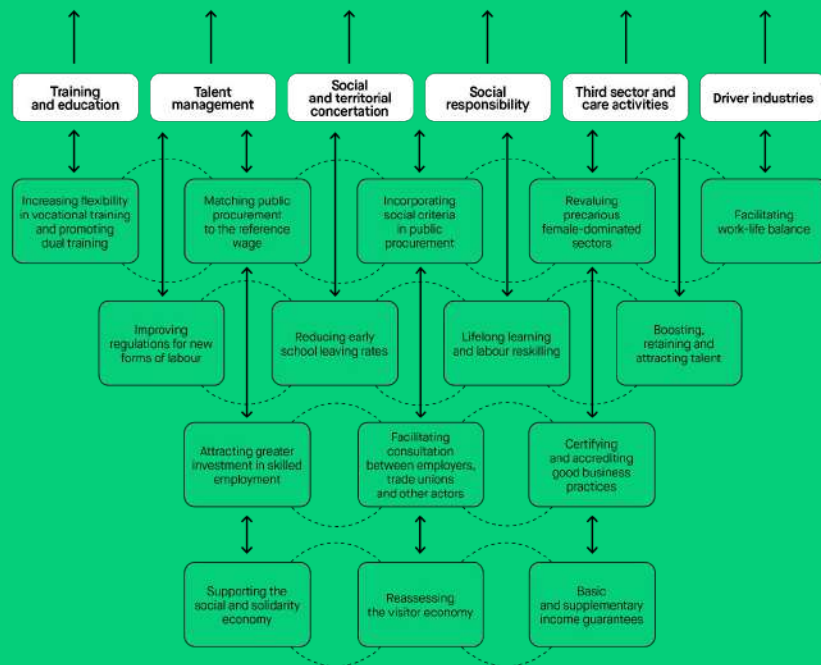 Training
and education
Talent
management
Social
and territorial
concertation
Social
responsibility
Third sector and
care activities
Driver industries
Increasing flexibility
in vocational training
and promoting
dual training
Matching public
procurement
to the reference
wage
Incorporating
social criteria
in public
procurement
Revaluing
precarious
female-dominated
sectors
Facilitating
work-life balance
Improving
regulations for new
forms of labour
Reducing early
school leaving rates
Lifelong learning
and labour reskilling
Boosting,
retaining and
attracting talent
Attracting greater
investment in skilled
employment
Facilitating
consultation
between employers,
trade unions
and other actors
Certifying
and accrediting
good business
practices
Supporting the
social and solidarity
economy
Reassessing
the visitor economy
Basic
and supplementary
income guarantees